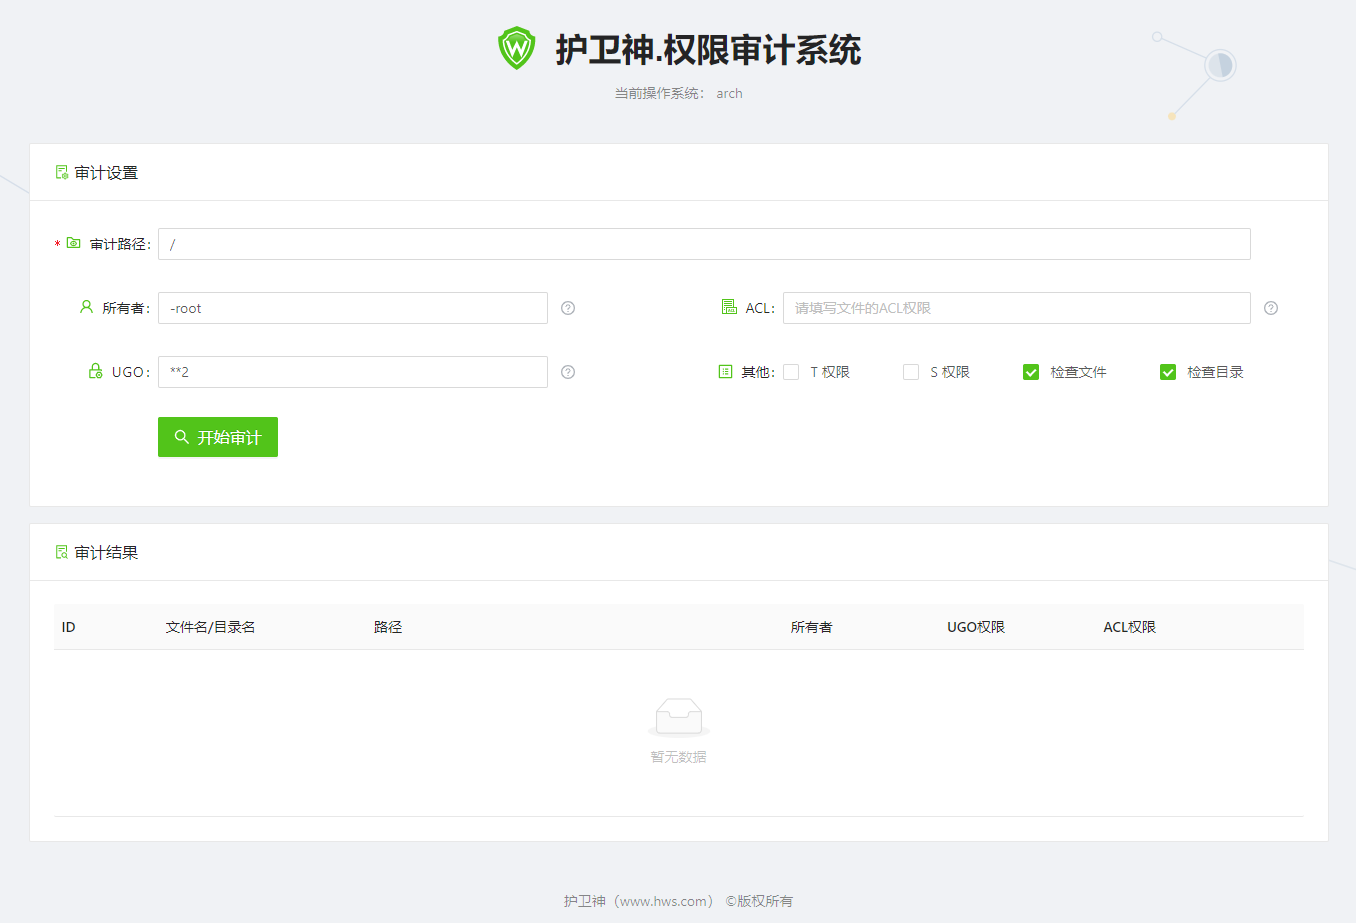 护卫神.权限审计系统
当前操作系统： arch
审计设置
* 审计路径： /
所有者： -root
ACL： 请填写文件的ACL权限
UGO： **2
其他： T 权限 S 权限 检查文件 检查目录
开始审计
审计结果
ID 文件名/目录名 路径 所有者 UGO权限 ACL权限
暂无数据
护卫神（www.hws.com） ©版权所有